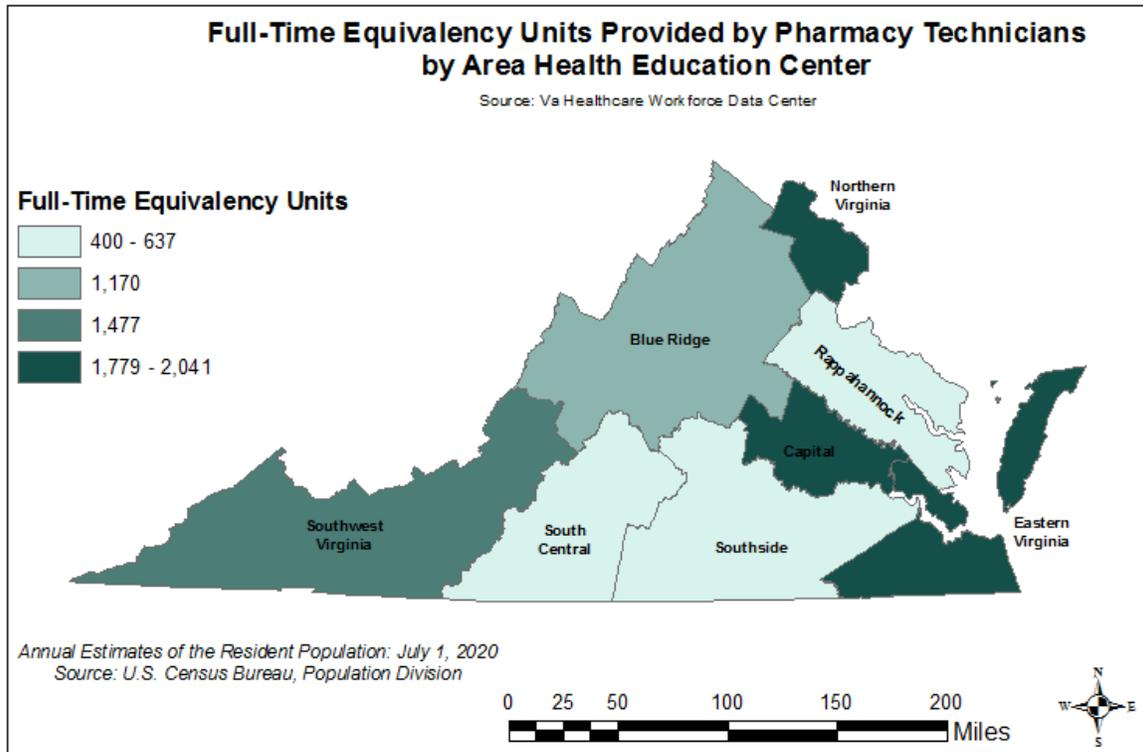 Full-Time Equivalency Units Provided by Pharmacy Technicians
by Area Health Education Center
Source: Va Healthcare Workforce Data Center
Full-Time Equivalency Units
400 - 637
1,170
1,477
1,779 - 2,041
Northern
Virginia
Blue Ridge
Rappahannock
Capital
Southwest
Virginia
South
Central
Southside
Eastern
Virginia
Annual Estimates of the Resident Population: July 1, 2020
Source: U.S. Census Bureau, Population Division
0 25 50 100 150 200
Miles
N
W E
S